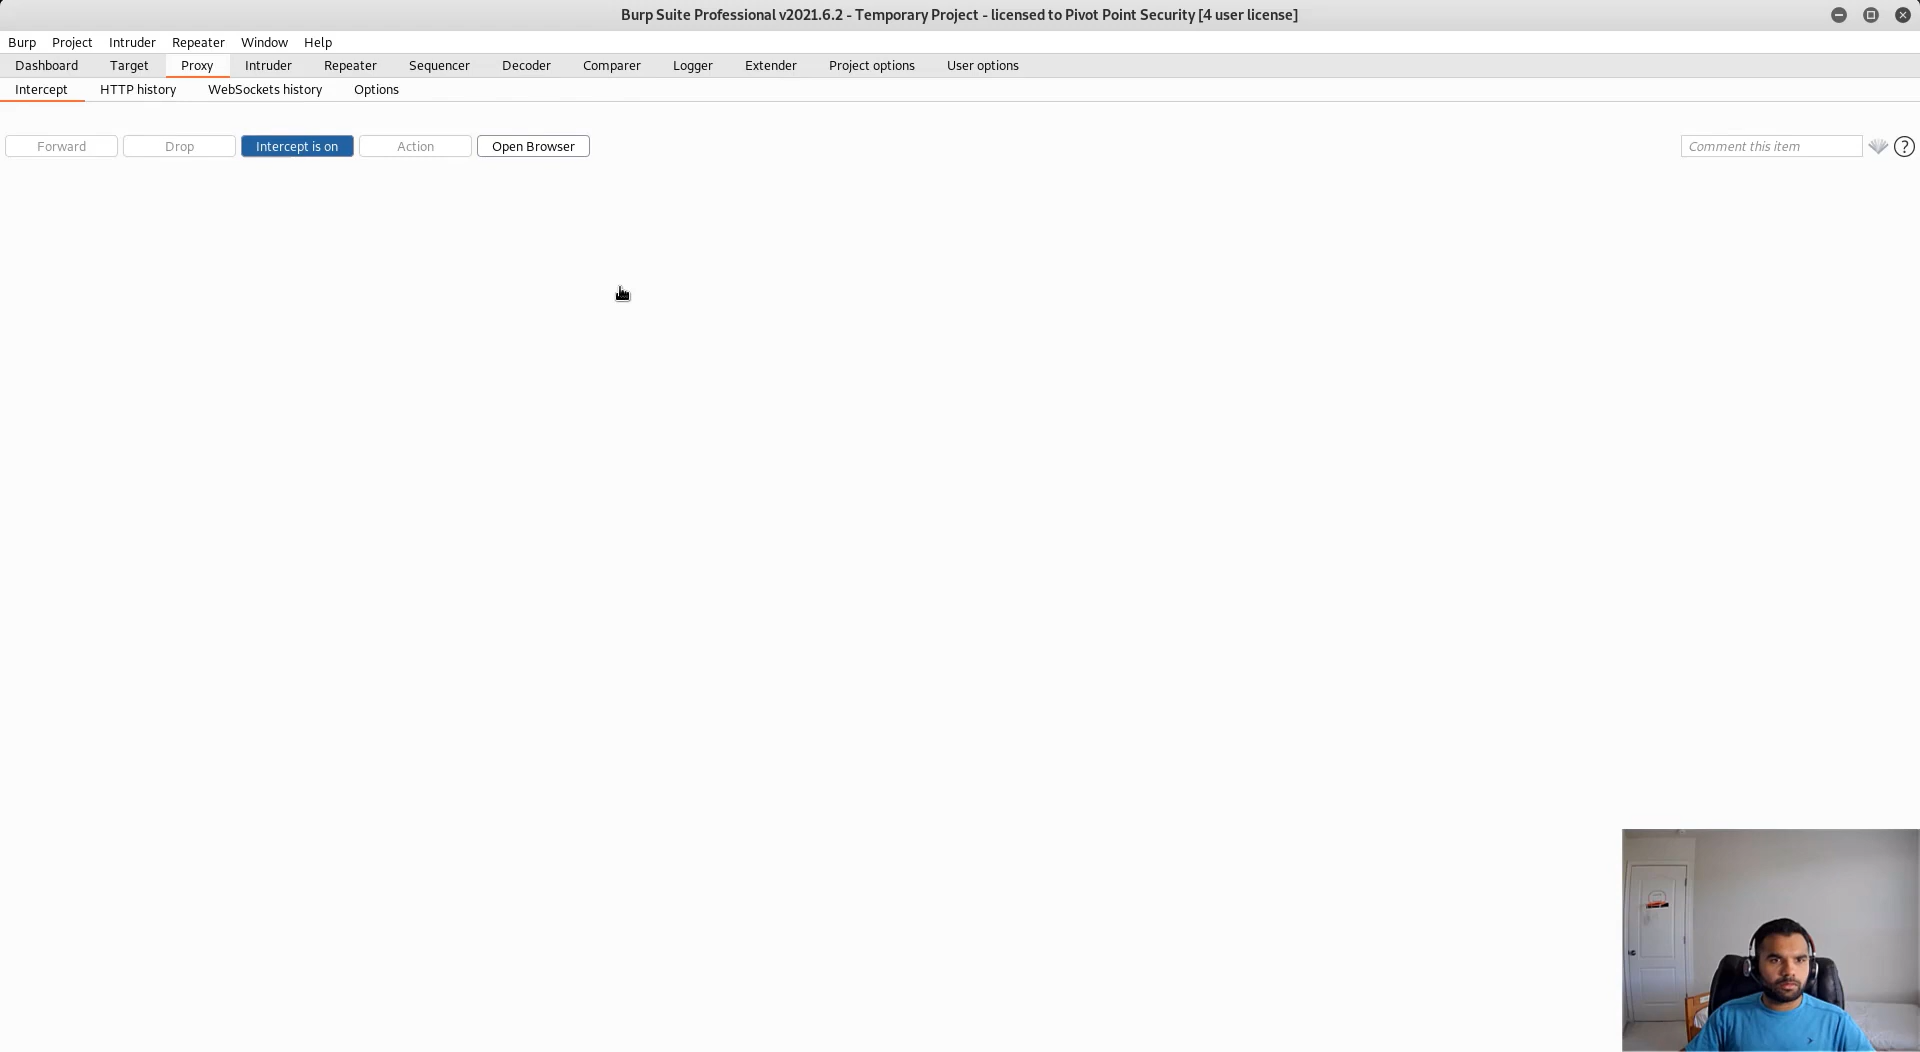 Burp Suite Professional v2021.6.2 - Temporary Project - licensed to Pivot Point Security [4 user license]
Burp Project Intruder Repeater Window Help
Dashboard Target Proxy Intruder Repeater Sequencer Decoder Comparer Logger Extender Project options User options
Intercept HTTP history WebSockets history Options
Forward Drop Intercept is on Action Open Browser Comment this item ?